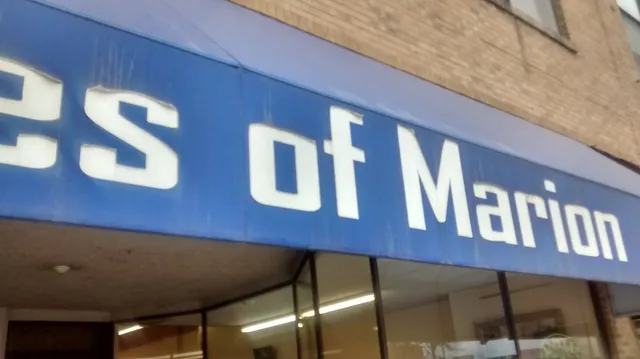 es of Marion